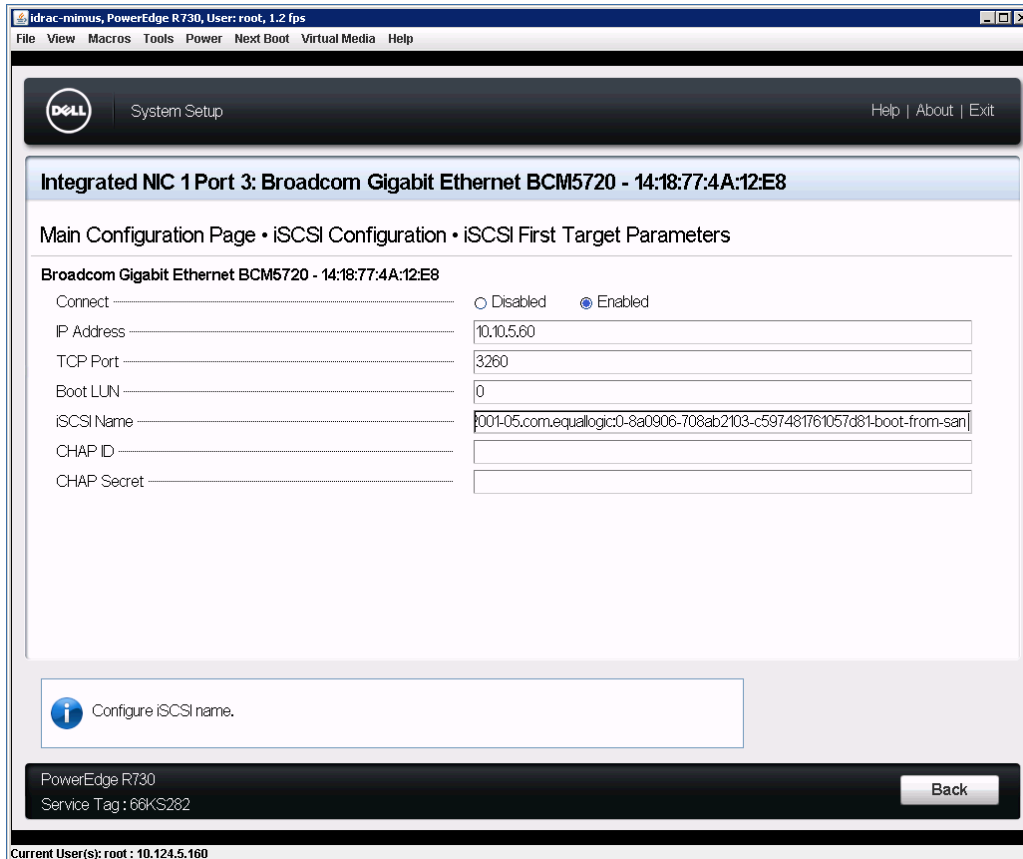 idrac-mimus, PowerEdge R730, User: root, 1.2 fps
File View Macros Tools Power Next Boot Virtual Media Help
DELL System Setup Help | About | Exit
Integrated NIC 1 Port 3: Broadcom Gigabit Ethernet BCM5720 - 14:18:77:4A:12:E8
Main Configuration Page • iSCSI Configuration • iSCSI First Target Parameters
Broadcom Gigabit Ethernet BCM5720 - 14:18:77:4A:12:E8
Connect Disabled Enabled
IP Address 10.10.5.60
TCP Port 3260
Boot LUN 0
iSCSI Name 2001-05.com.equallogic:0-8a0906-708ab2103-c597481761057d81-boot-from-san
CHAP ID
CHAP Secret
Configure iSCSI name.
PowerEdge R730
Service Tag : 66KS282
Back
Current User(s): root : 10.124.5.160